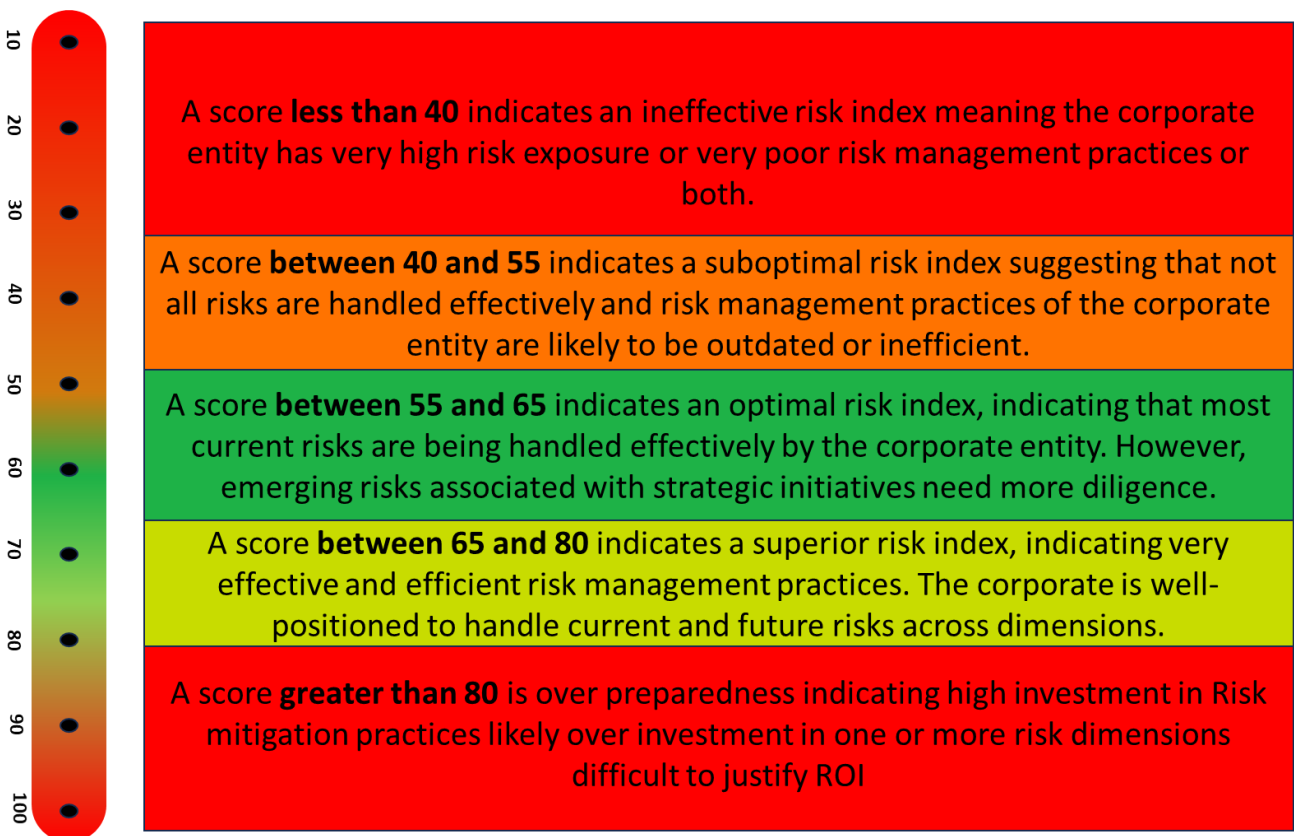 10
20
30
40
50
60
70
80
90
100
A score less than 40 indicates an ineffective risk index meaning the corporate
entity has very high risk exposure or very poor risk management practices or
both.
A score between 40 and 55 indicates a suboptimal risk index suggesting that not
all risks are handled effectively and risk management practices of the corporate
entity are likely to be outdated or inefficient.
A score between 55 and 65 indicates an optimal risk index, indicating that most
current risks are being handled effectively by the corporate entity. However,
emerging risks associated with strategic initiatives need more diligence.
A score between 65 and 80 indicates a superior risk index, indicating very
effective and efficient risk management practices. The corporate is well-
positioned to handle current and future risks across dimensions.
A score greater than 80 is over preparedness indicating high investment in Risk
mitigation practices likely over investment in one or more risk dimensions
difficult to justify ROI